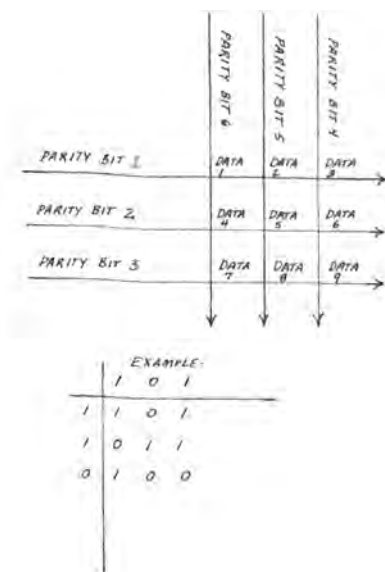 PARITY BIT 6
PARITY BIT 5
PARITY BIT 4
PARITY BIT 1
DATA 1
DATA 2
DATA 3
PARITY BIT 2
DATA 4
DATA 5
DATA 6
PARITY BIT 3
DATA 7
DATA 8
DATA 9
EXAMPLE:
1 0 1
1 1 0 1
1 0 1 1
0 1 0 0